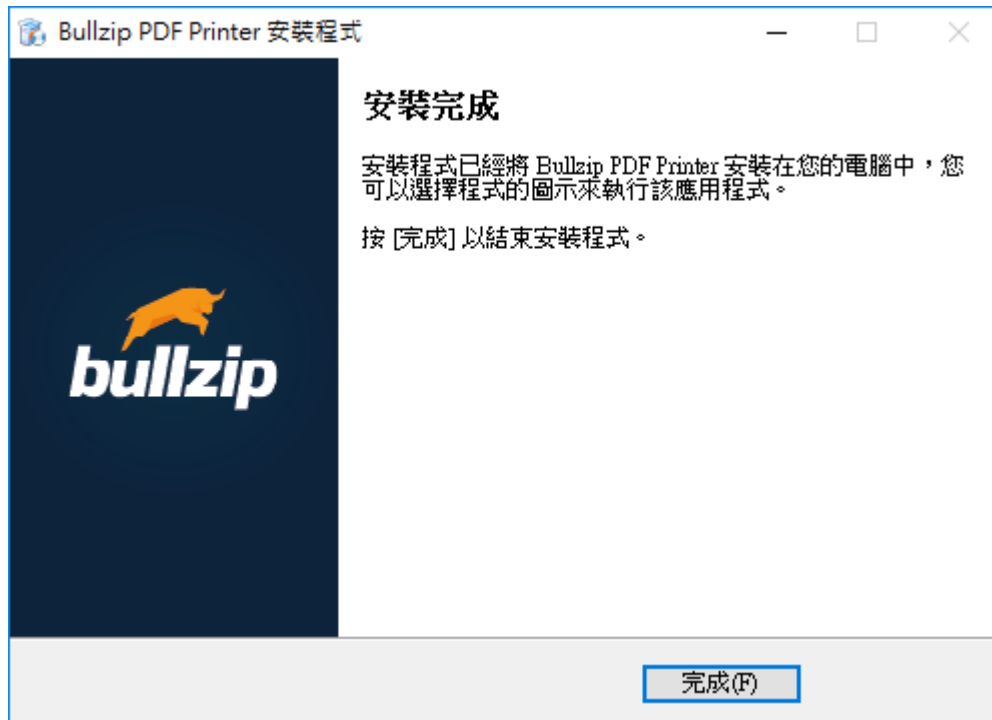 Bullzip PDF Printer 安裝程式
安裝完成
安裝程式已經將 Bullzip PDF Printer 安裝在您的電腦中，您
可以選擇程式的圖示來執行該應用程式。
按 [完成] 以結束安裝程式。
bullzip
完成(F)